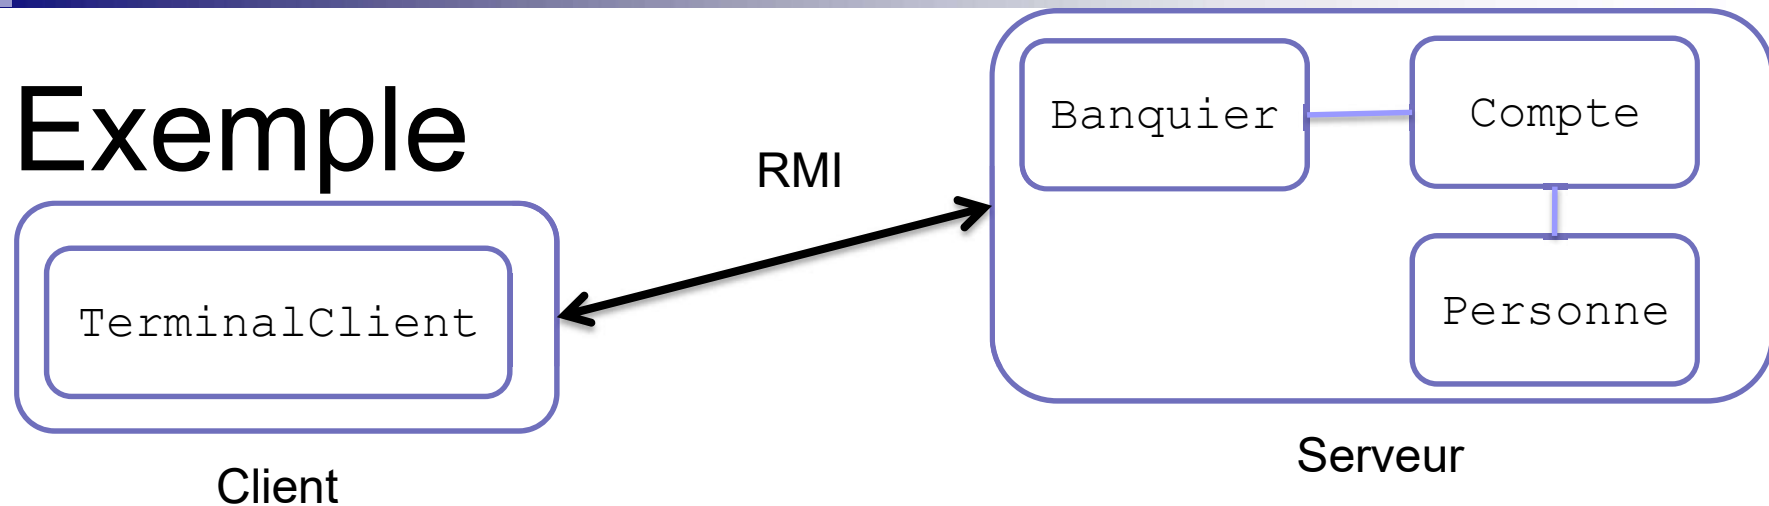 Exemple
TerminalClient
Client
RMI
Banquier
Compte
Personne
Serveur